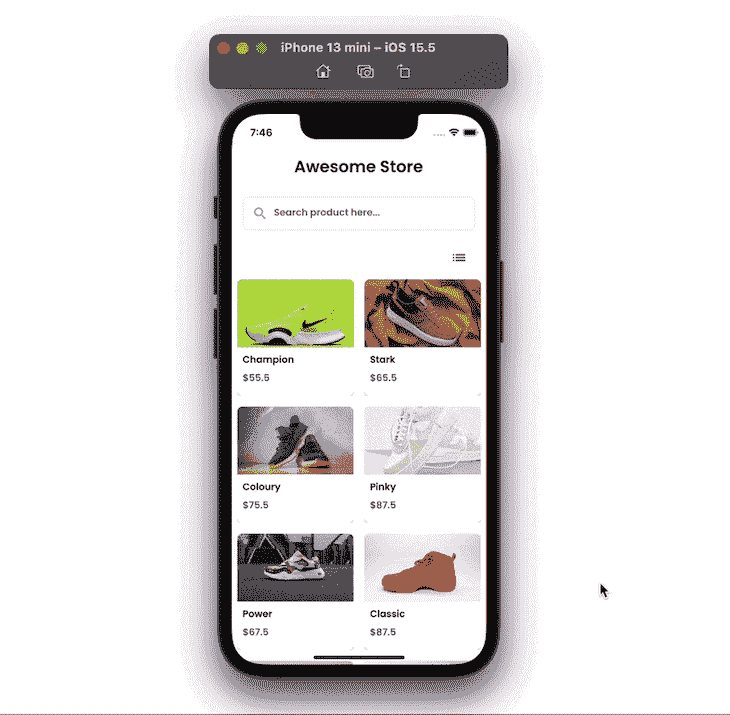 iPhone 13 mini – iOS 15.5
7:46
Awesome Store
Search product here...
Champion
$55.5
Stark
$65.5
Coloury
$75.5
Pinky
$87.5
Power
$67.5
Classic
$87.5